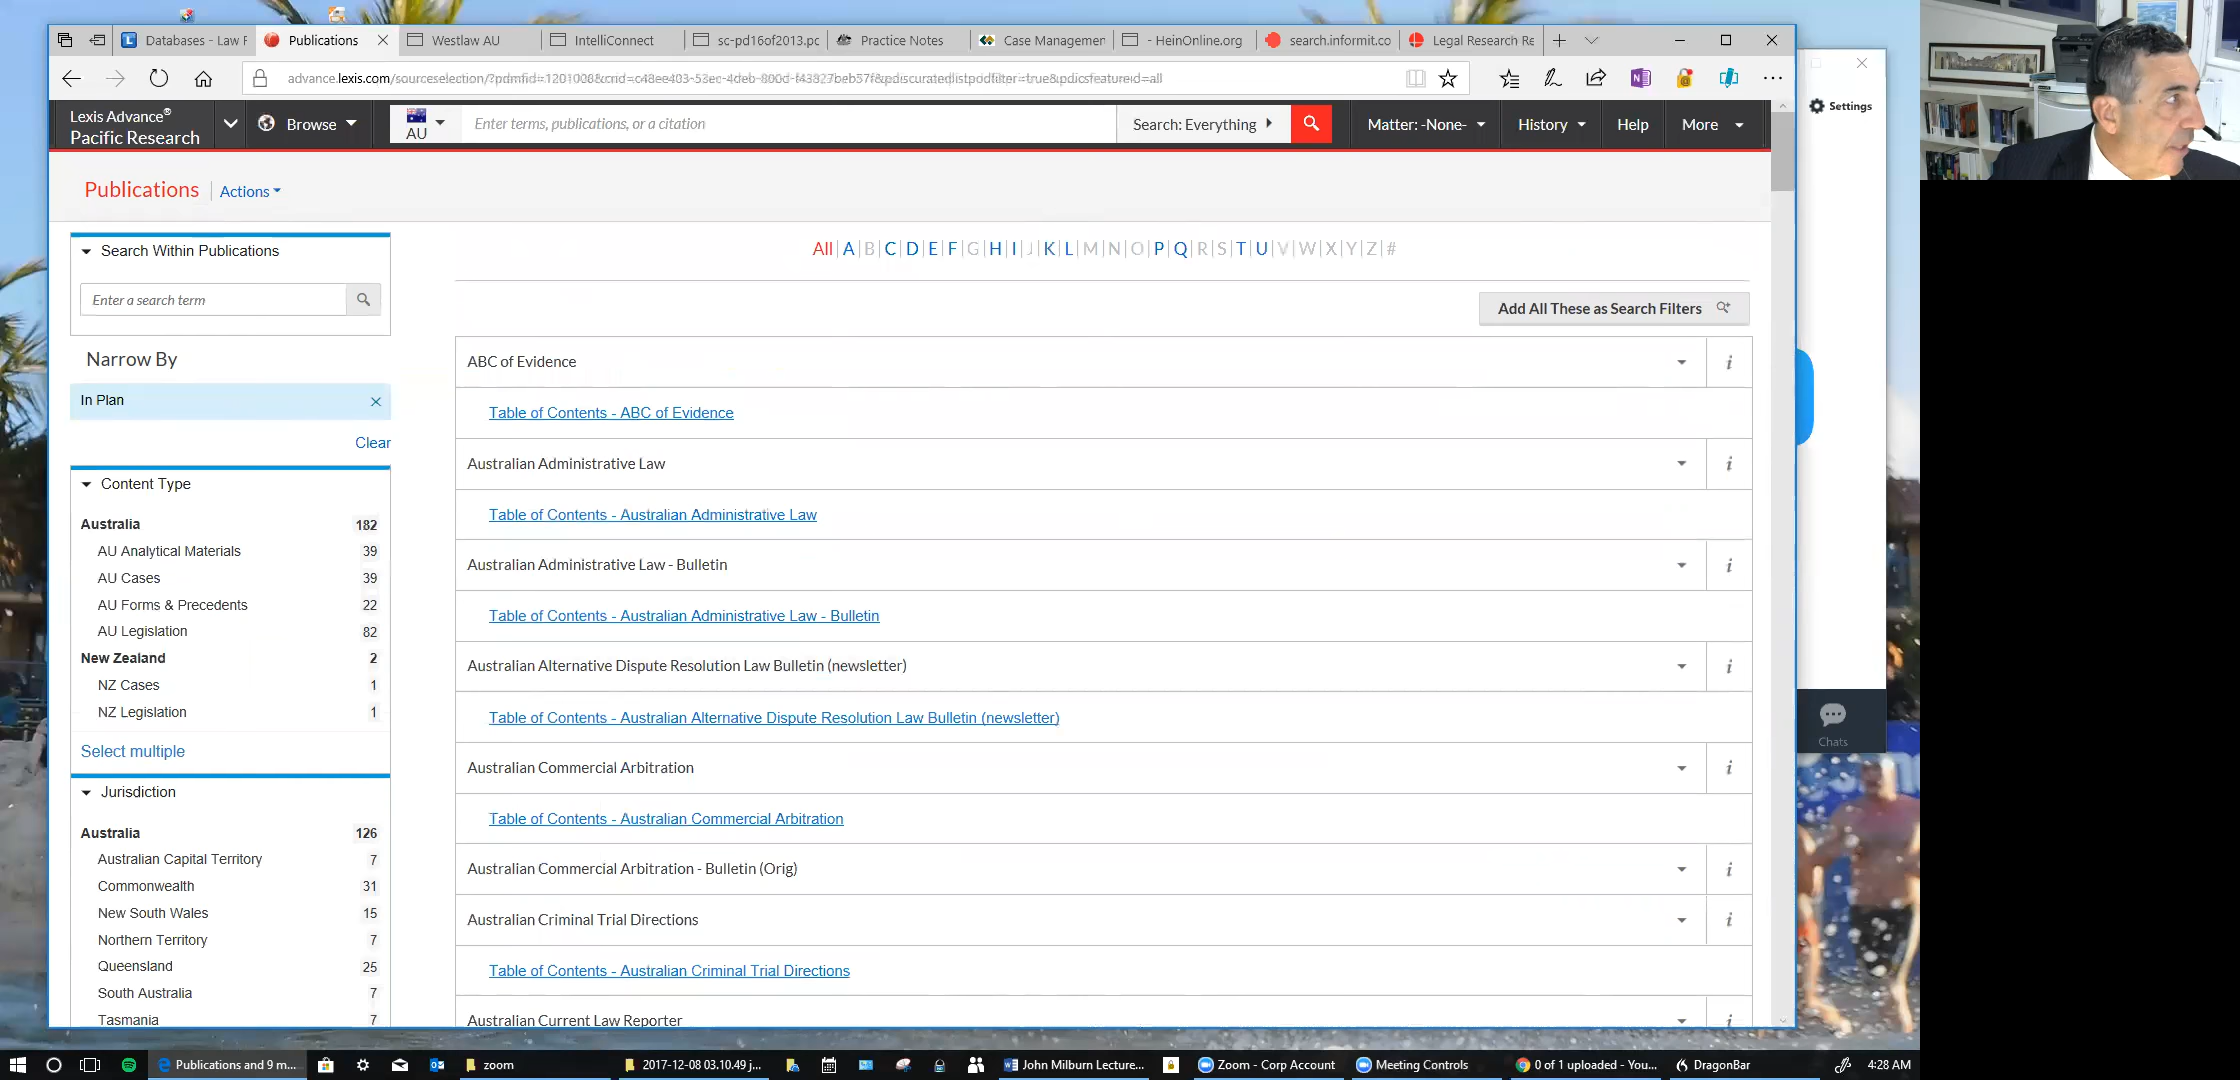 Databases - Law F
Publications
Westlaw AU
IntelliConnect
sc-pd16of2013.pc
Practice Notes
Case Managemen
- HeinOnline.org
search.informit.co
Legal Research Re
Settings
Lexis Advance®
Pacific Research
Browse
AU
Enter terms, publications, or a citation
Search: Everything
Matter: -None-
History
Help
More
Publications
Actions
Search Within Publications
Enter a search term
Narrow By
In Plan
Clear
Content Type
Australia 182
AU Analytical Materials 39
AU Cases 39
AU Forms & Precedents 22
AU Legislation 82
New Zealand 2
NZ Cases 1
NZ Legislation 1
Select multiple
Jurisdiction
Australia 126
Australian Capital Territory 7
Commonwealth 31
New South Wales 15
Northern Territory 7
Queensland 25
South Australia 7
Tasmania 7
All | A | B | C | D | E | F | G | H | I | J | K | L | M | N | O | P | Q | R | S | T | U | V | W | X | Y | Z | #
Add All These as Search Filters
ABC of Evidence
Table of Contents - ABC of Evidence
Australian Administrative Law
Table of Contents - Australian Administrative Law
Australian Administrative Law - Bulletin
Table of Contents - Australian Administrative Law - Bulletin
Australian Alternative Dispute Resolution Law Bulletin (newsletter)
Table of Contents - Australian Alternative Dispute Resolution Law Bulletin (newsletter)
Australian Commercial Arbitration
Table of Contents - Australian Commercial Arbitration
Australian Commercial Arbitration - Bulletin (Orig)
Australian Criminal Trial Directions
Table of Contents - Australian Criminal Trial Directions
Australian Current Law Reporter
Chats
Publications and 9 m...
zoom
2017-12-08 03.10.49 j...
John Milburn Lecture...
Zoom - Corp Account
Meeting Controls
0 of 1 uploaded - You...
DragonBar
4:28 AM